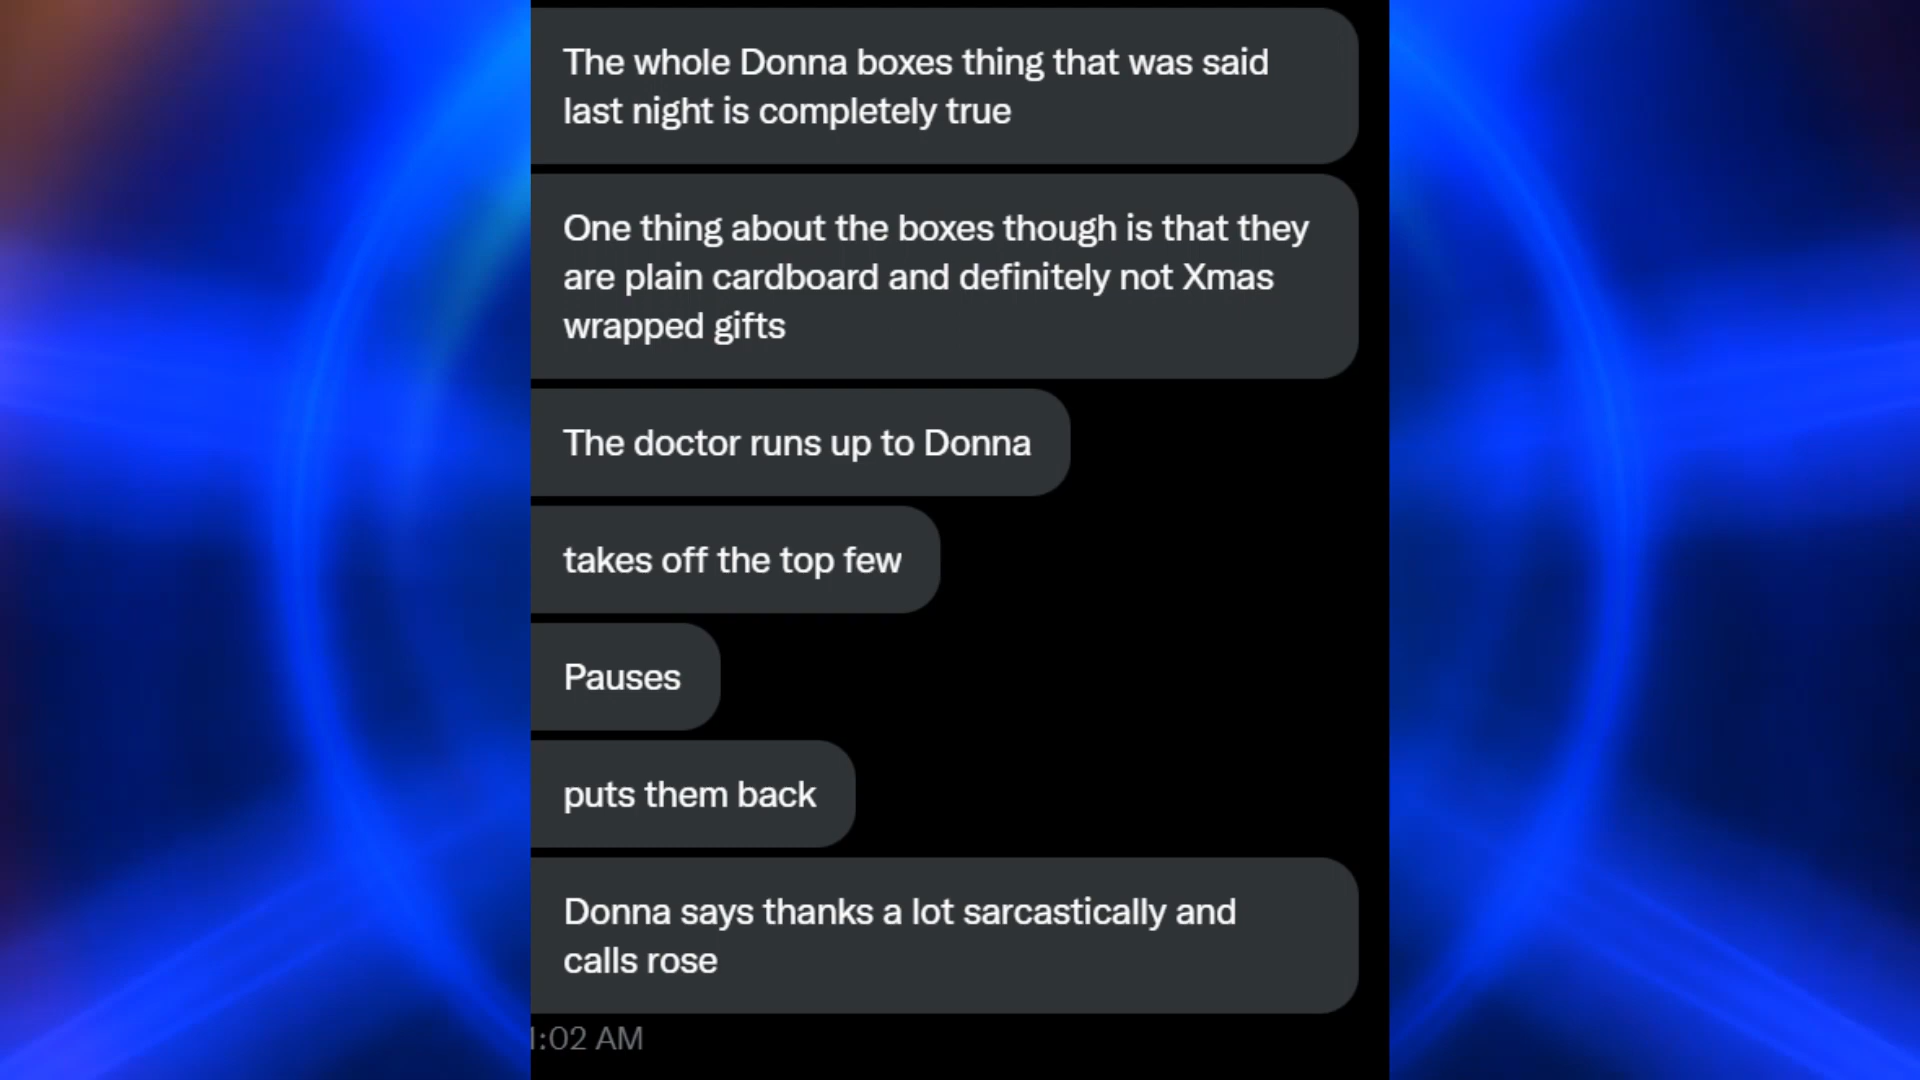 The whole Donna boxes thing that was said
last night is completely true
One thing about the boxes though is that they
are plain cardboard and definitely not Xmas
wrapped gifts
The doctor runs up to Donna
takes off the top few
Pauses
puts them back
Donna says thanks a lot sarcastically and
calls rose
:02 AM